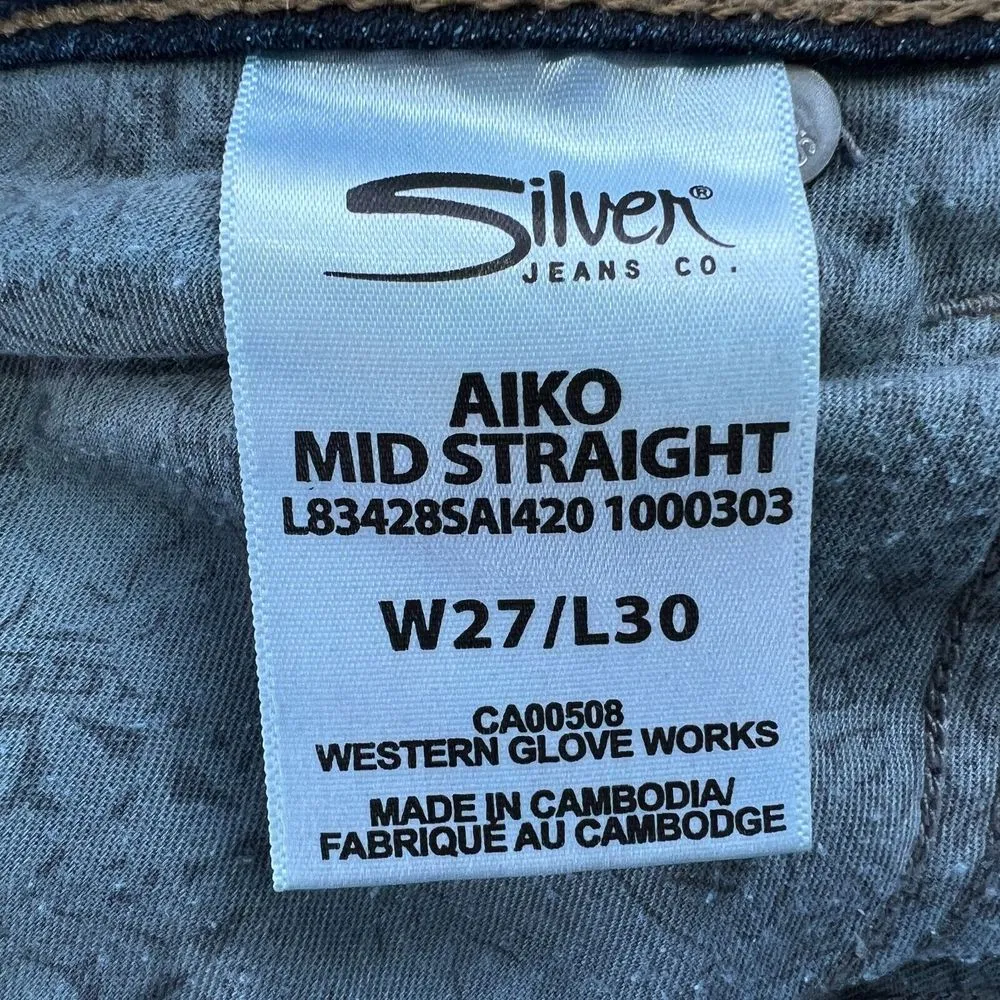 Silver®
JEANS CO.
AIKO
MID STRAIGHT
L83428SAI420 1000303
W27/L30
CA00508
WESTERN GLOVE WORKS
MADE IN CAMBODIA/
FABRIQUÉ AU CAMBODGE